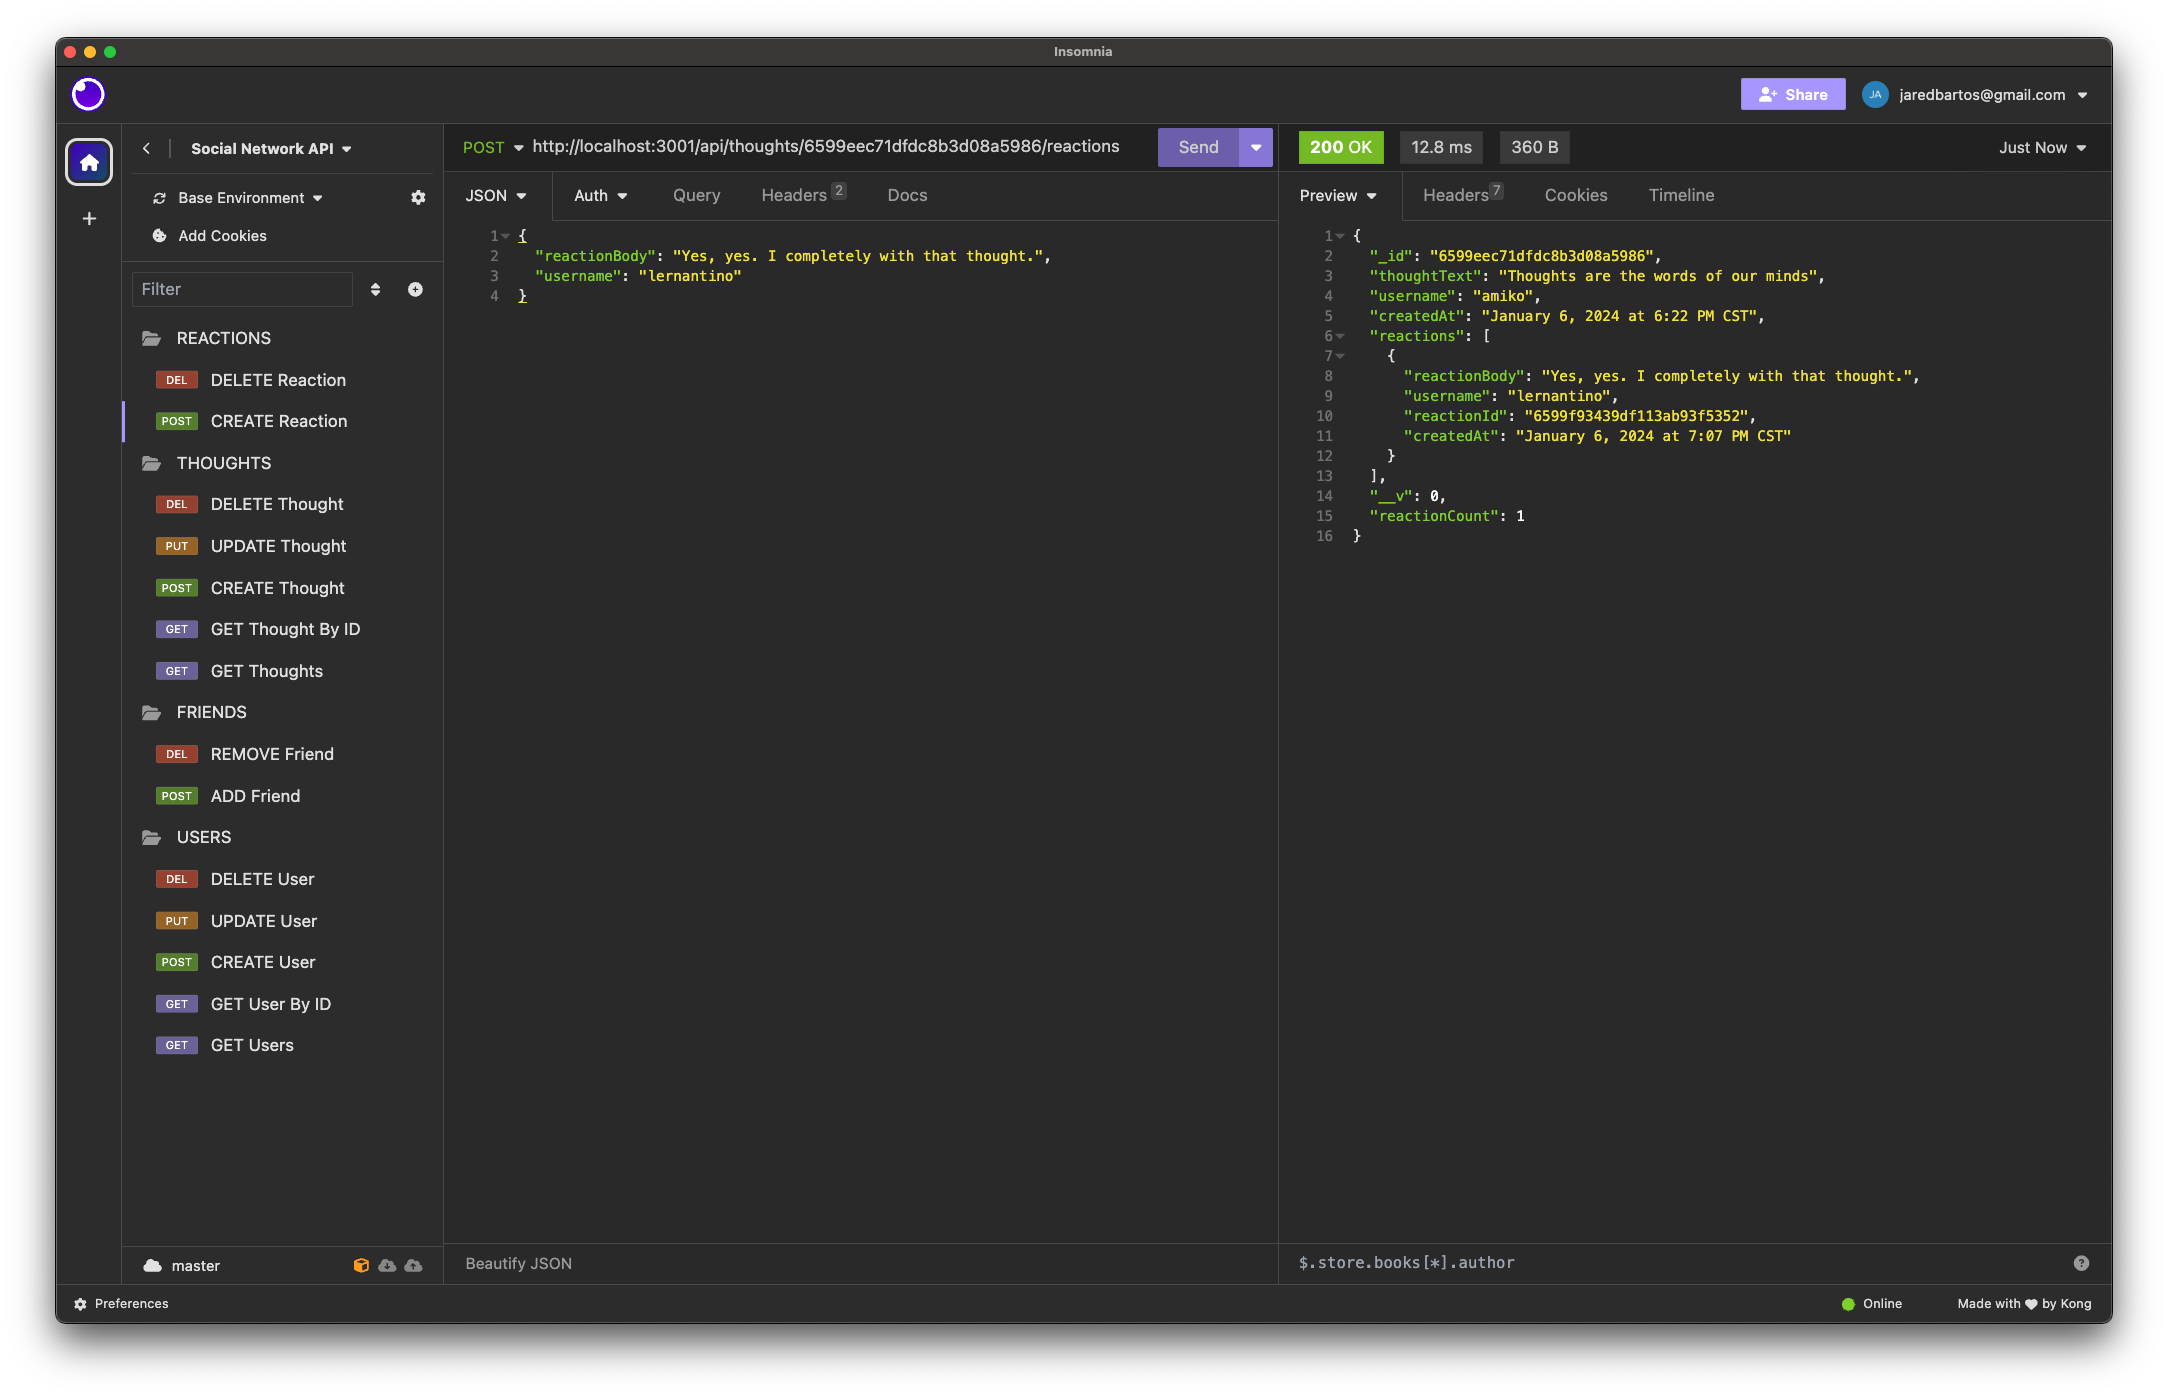 Insomnia
Share
JA
jaredbartos@gmail.com
Social Network API
Base Environment
Add Cookies
Filter
REACTIONS
DEL DELETE Reaction
POST CREATE Reaction
THOUGHTS
DEL DELETE Thought
PUT UPDATE Thought
POST CREATE Thought
GET GET Thought By ID
GET GET Thoughts
FRIENDS
DEL REMOVE Friend
POST ADD Friend
USERS
DEL DELETE User
PUT UPDATE User
POST CREATE User
GET GET User By ID
GET GET Users
master
POST http://localhost:3001/api/thoughts/6599eec71dfdc8b3d08a5986/reactions Send
JSON Auth Query Headers 2 Docs
1 {
2 "reactionBody": "Yes, yes. I completely with that thought.",
3 "username": "lernantino"
4 }
Beautify JSON
200 OK 12.8 ms 360 B Just Now
Preview Headers 7 Cookies Timeline
1 {
2 "_id": "6599eec71dfdc8b3d08a5986",
3 "thoughtText": "Thoughts are the words of our minds",
4 "username": "amiko",
5 "createdAt": "January 6, 2024 at 6:22 PM CST",
6 "reactions": [
7 {
8 "reactionBody": "Yes, yes. I completely with that thought.",
9 "username": "lernantino",
10 "reactionId": "6599f93439df113ab93f5352",
11 "createdAt": "January 6, 2024 at 7:07 PM CST"
12 }
13 ],
14 "__v": 0,
15 "reactionCount": 1
16 }
$.store.books[*].author
Preferences
Online
Made with ♥ by Kong